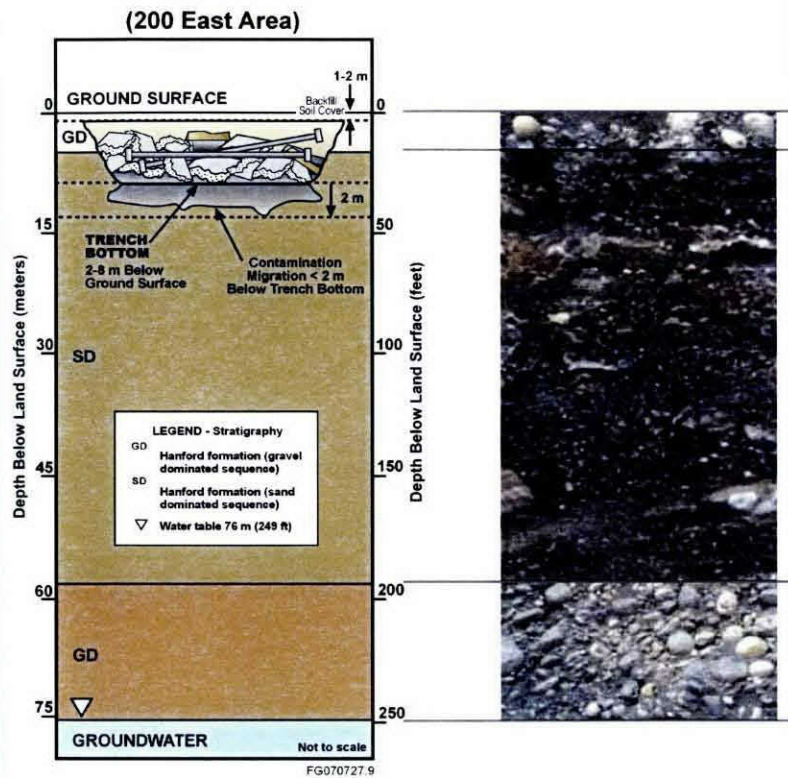 (200 East Area)
1-2 m
Backfill
Soil Cover
GROUND SURFACE
0
0
GD
2 m
15
50
TRENCH
BOTTOM
2-8 m Below
Ground Surface
Contamination
Migration < 2 m
Below Trench Bottom
Depth Below Land Surface (meters)
Depth Below Land Surface (feet)
30
100
SD
LEGEND - Stratigraphy
GD
Hanford formation (gravel
dominated sequence)
SD
Hanford formation (sand
dominated sequence)
Water table 76 m (249 ft)
45
150
60
200
GD
75
250
GROUNDWATER
Not to scale
FG070727.9